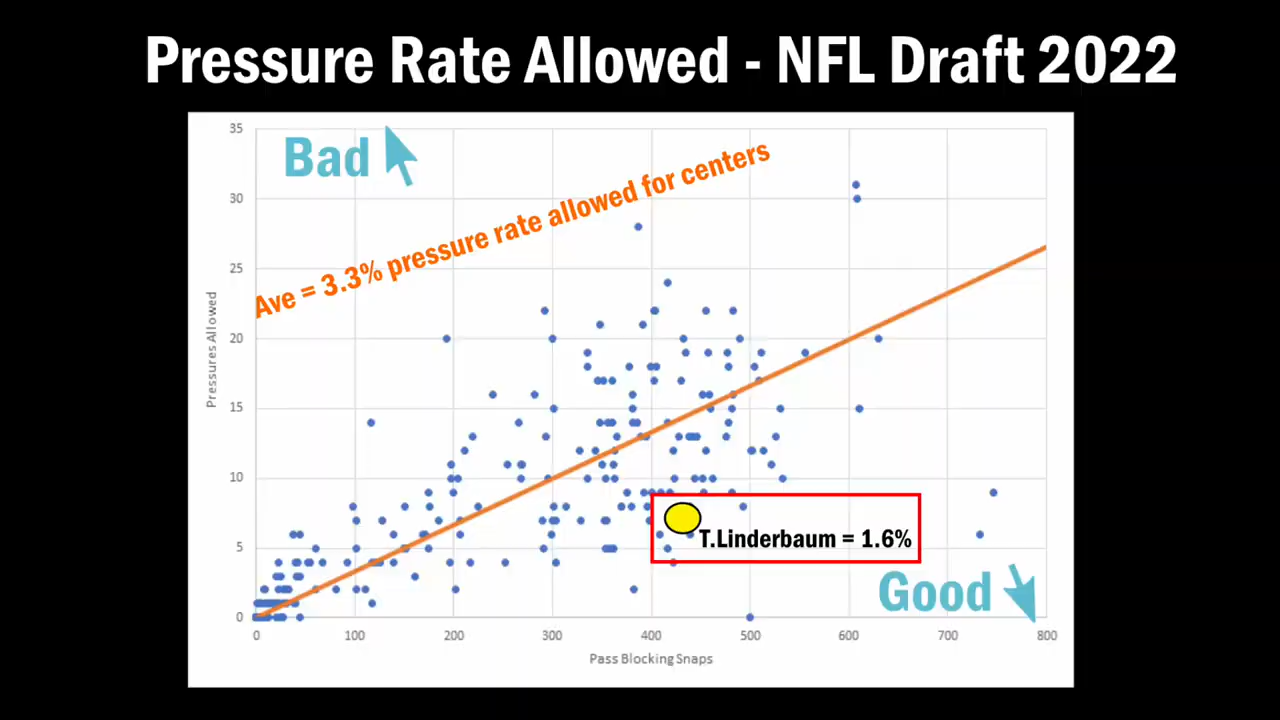 Pressure Rate Allowed - NFL Draft 2022
Bad
Ave = 3.3% pressure rate allowed for centers
35
30
25
20
15
10
5
0
Pressures Allowed
T.Linderbaum = 1.6%
Good
0 100 200 300 400 500 600 700 800
Pass Blocking Snaps